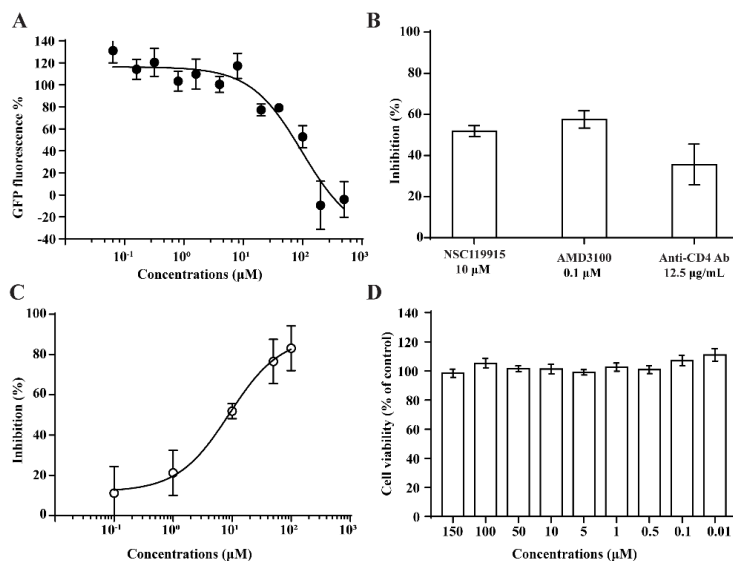 A
140
120
100
80
60
40
20
0
-20
-40
GFP fluorescence %
10-1 100 101 102 103
Concentrations (µM)
B
100
80
60
40
20
0
Inhibition (%)
NSC119915 AMD3100 Anti-CD4 Ab
10 µM 0.1 µM 12.5 µg/mL
C
100
80
60
40
20
0
Inhibition (%)
10-1 100 101 102 103
Concentrations (µM)
D
140
120
100
80
60
40
20
0
Cell viability (% of control)
150 100 50 10 5 1 0.5 0.1 0.01
Concentrations (µM)